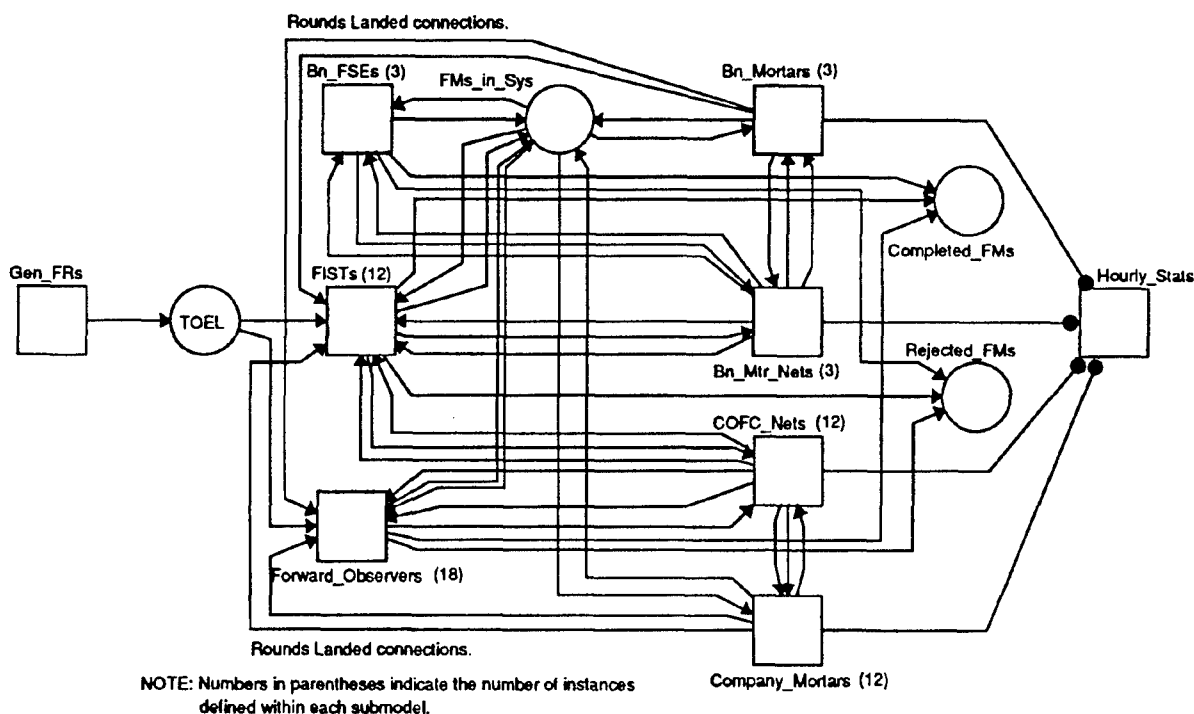 Rounds Landed connections.
Bn_FSEs (3)
FMs_in_Sys
Bn_Mortars (3)
Completed_FMs
Gen_FRs
FISTs (12)
Hourly_Stats
TOEL
Rejected_FMs
Bn_Mtr_Nets (3)
COFC_Nets (12)
Forward_Observers (18)
Rounds Landed connections.
Company_Mortars (12)
NOTE: Numbers in parentheses indicate the number of instances
defined within each submodel.